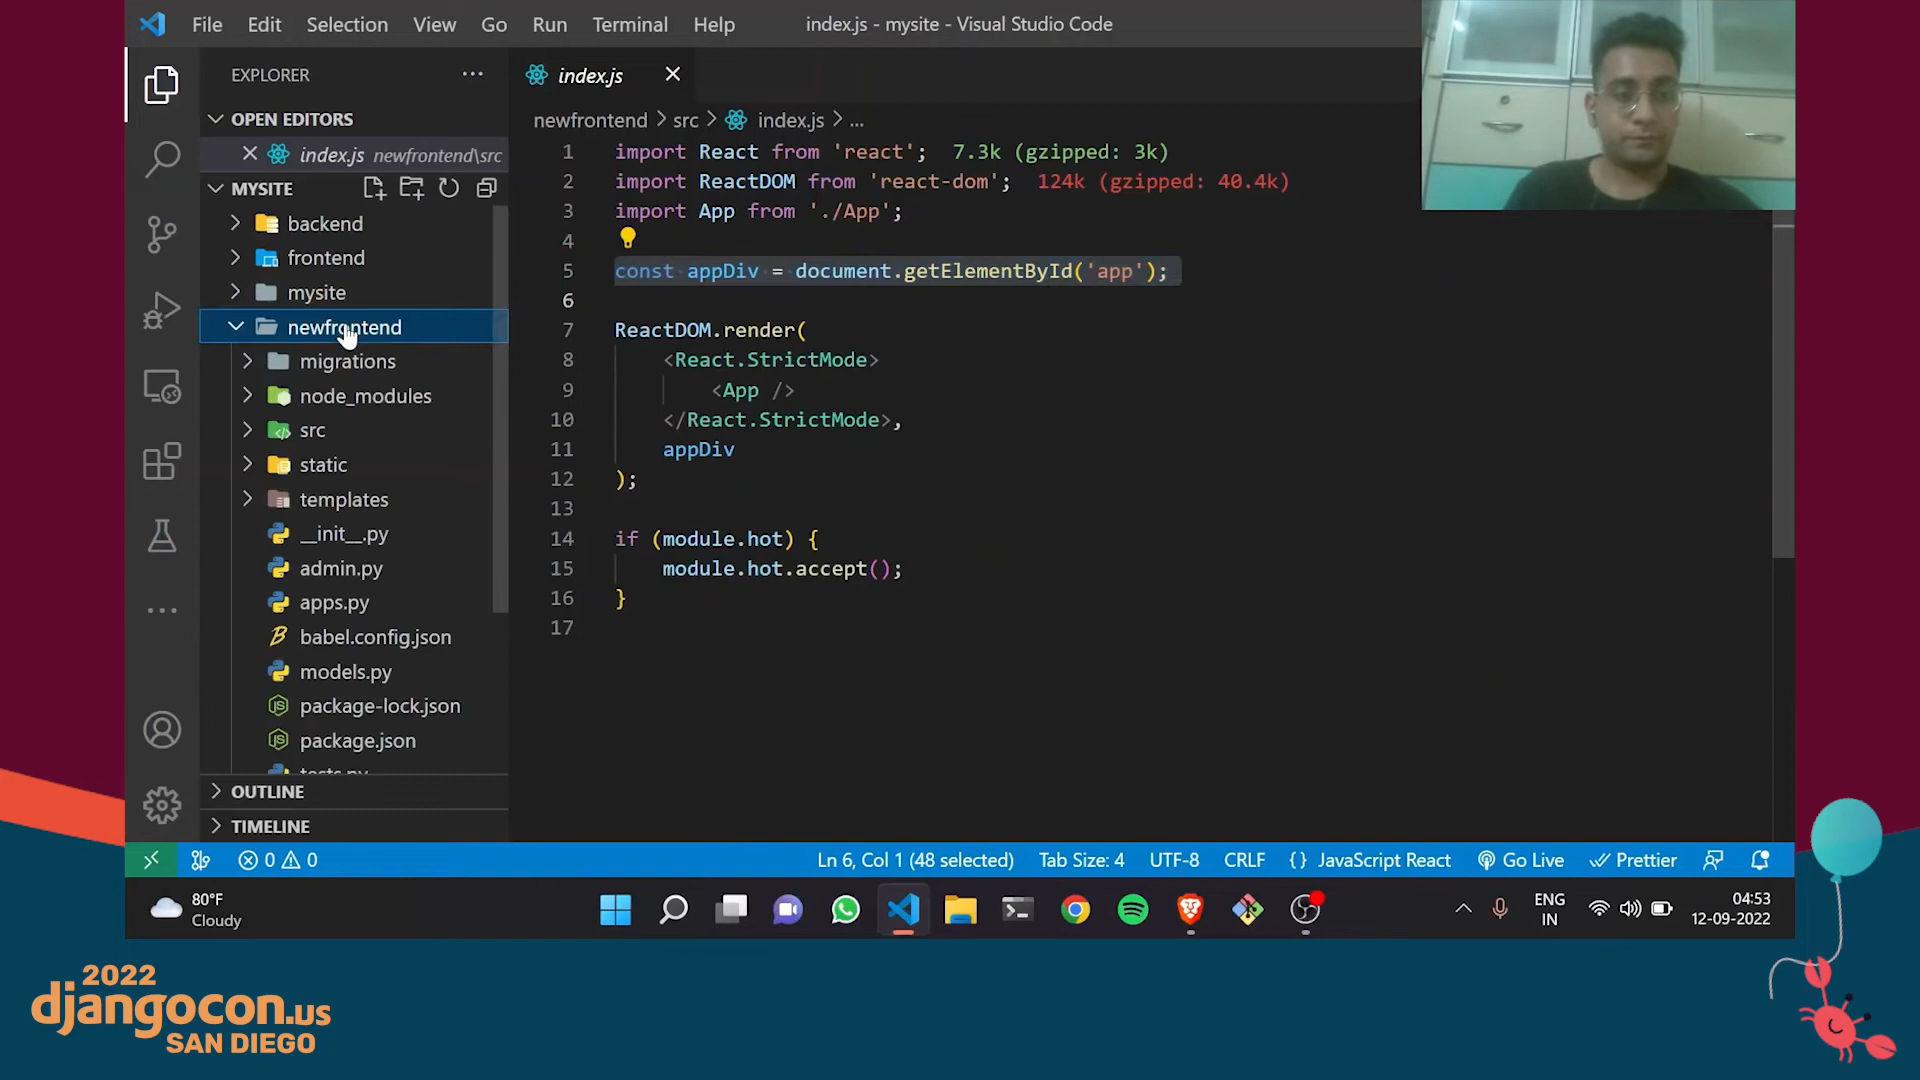 File Edit Selection View Go Run Terminal Help index.js - mysite - Visual Studio Code
EXPLORER
OPEN EDITORS
index.js newfrontend\src
MYSITE
backend
frontend
mysite
newfrontend
migrations
node_modules
src
static
templates
__init__.py
admin.py
apps.py
babel.config.json
models.py
package-lock.json
package.json
tests.py
OUTLINE
TIMELINE
index.js
newfrontend > src > index.js > ...
1 import React from 'react'; 7.3k (gzipped: 3k)
2 import ReactDOM from 'react-dom'; 124k (gzipped: 40.4k)
3 import App from './App';
4
5 const appDiv = document.getElementById('app');
6
7 ReactDOM.render(
8 <React.StrictMode>
9 <App />
10 </React.StrictMode>,
11 appDiv
12 );
13
14 if (module.hot) {
15 module.hot.accept();
16 }
17
0 0 Ln 6, Col 1 (48 selected) Tab Size: 4 UTF-8 CRLF {} JavaScript React Go Live Prettier
80°F
Cloudy
ENG
IN
04:53
12-09-2022
2022
djangocon.us
SAN DIEGO